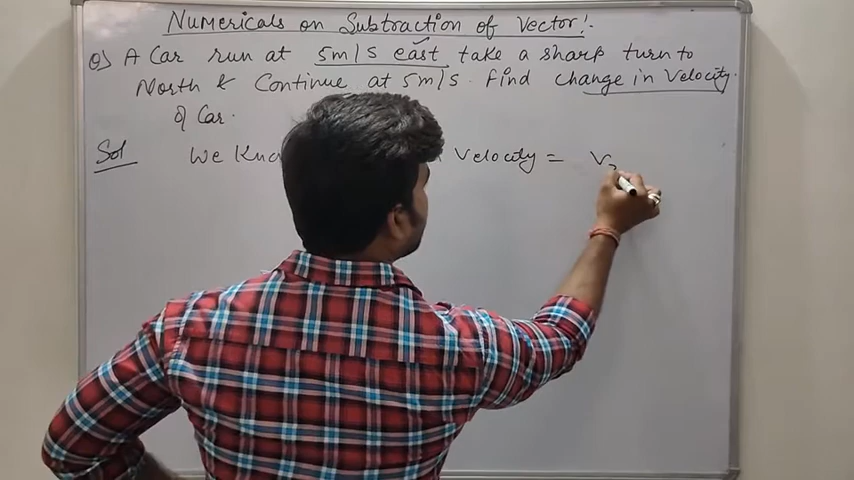 Numericals on Subtraction of Vector!.
Q) A Car run at 5m/s east take a sharp turn to
North & Continue at 5m/s. find change in Velocity.
of Car.
Sol We Velocity = V